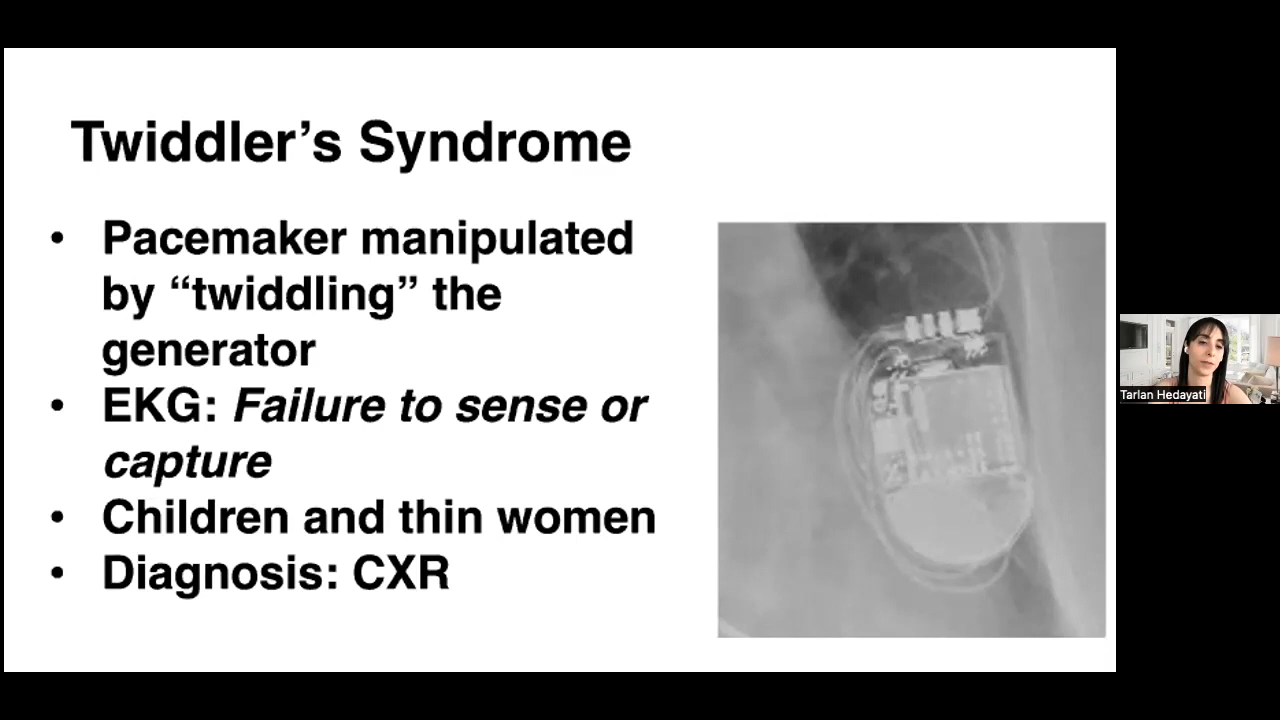 Twiddler’s Syndrome
• Pacemaker manipulated
by “twiddling” the
generator
• EKG: Failure to sense or
capture
• Children and thin women
• Diagnosis: CXR
Tarlan Hedayati